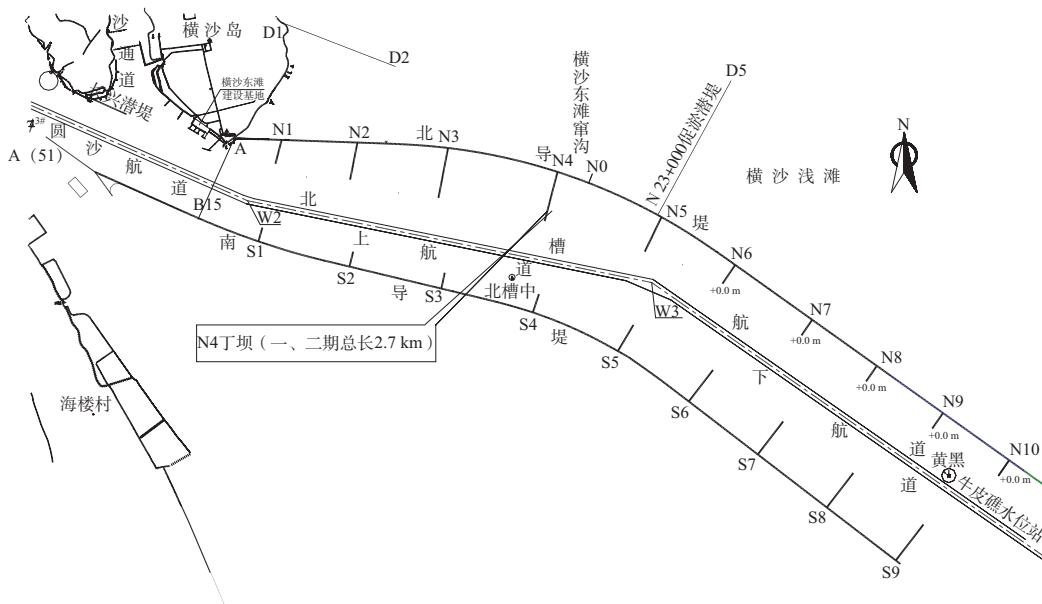 沙通道
横沙岛
D1
D2
横沙东滩
建设基地
长兴潜堤
3#
圆圆沙航道
A（51）
A
B15
N1
N2
N3
北导堤
N4
横沙东滩窜沟
N0
D5
N 23+000促淤潜堤
N5
横沙浅滩
N
N6
+0.0 m
N7
+0.0 m
N8
+0.0 m
N9
+0.0 m
N10
+0.0 m
W2
北槽
上航道
南导堤
S1
S2
S3
北槽中
S4
W3
S5
S6
S7
S8
S9
航道
下航道
黄黑
牛皮礁水位站
N4丁坝（一、二期总长2.7 km）
海楼村